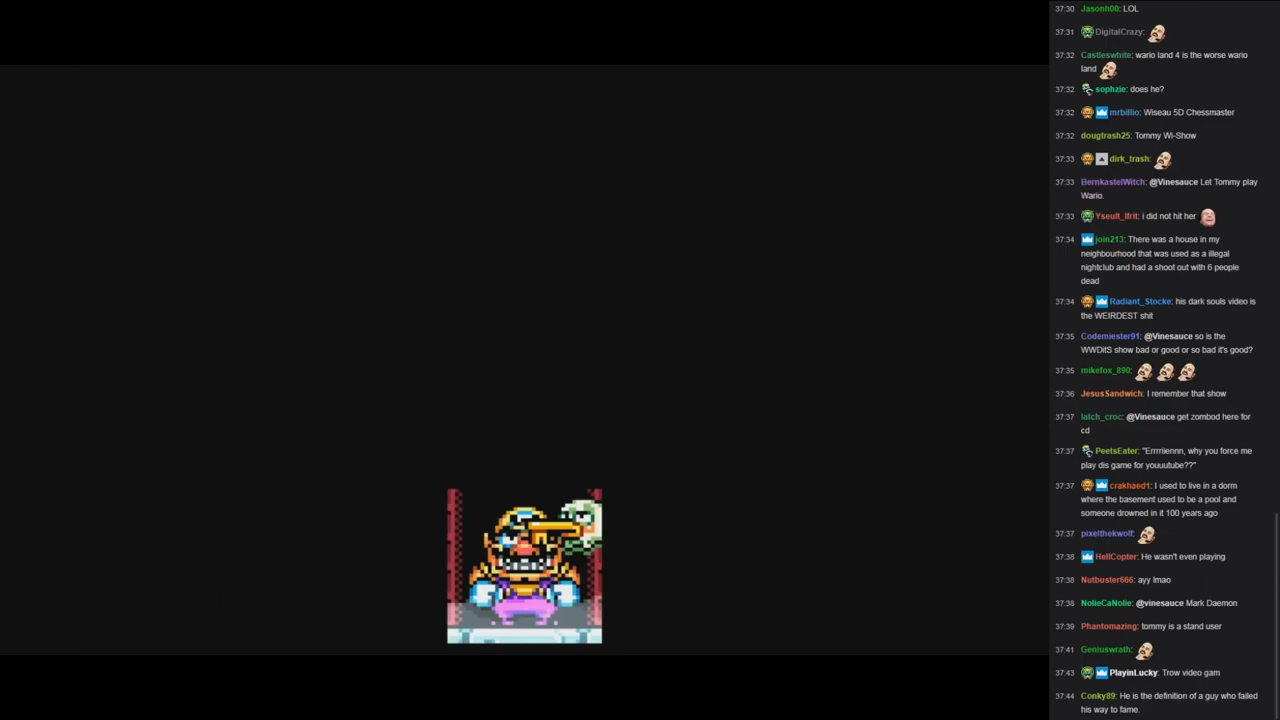 37:30 Jasonh00: LOL
37:31 DigitalCrazy:
37:32 Castleswhite: wario land 4 is the worse wario
land
37:32 sophzie: does he?
37:32 mrbillio: Wiseau 5D Chessmaster
37:32 dougtrash25: Tommy Wi-Show
37:33 dirk_trash:
37:33 BernkastelWitch: @Vinesauce Let Tommy play
Wario.
37:33 Yseult_Ifrit: i did not hit her
37:34 join213: There was a house in my
neighbourhood that was used as a illegal
nightclub and had a shoot out with 6 people
dead
37:34 Radiant_Stocke: his dark souls video is
the WEIRDEST shit
37:35 Codemiester91: @Vinesauce so is the
WWDitS show bad or good or so bad it's good?
37:35 mikefox_890:
37:36 JesusSandwich: I remember that show
37:37 latch_croc: @Vinesauce get zombod here for
cd
37:37 PeetsEater: "Errrriennn, why you force me
play dis game for youuutube??"
37:37 crakhaed1: I used to live in a dorm
where the basement used to be a pool and
someone drowned in it 100 years ago
37:37 pixelthekwolf:
37:38 HellCopter: He wasn't even playing
37:38 Nutbuster666: ayy lmao
37:38 NolieCaNolie: @vinesauce Mark Daemon
37:39 Phantomazing: tommy is a stand user
37:41 Geniuswrath:
37:43 PlayinLucky: Trow video gam
37:44 Conky89: He is the definition of a guy who failed
his way to fame.